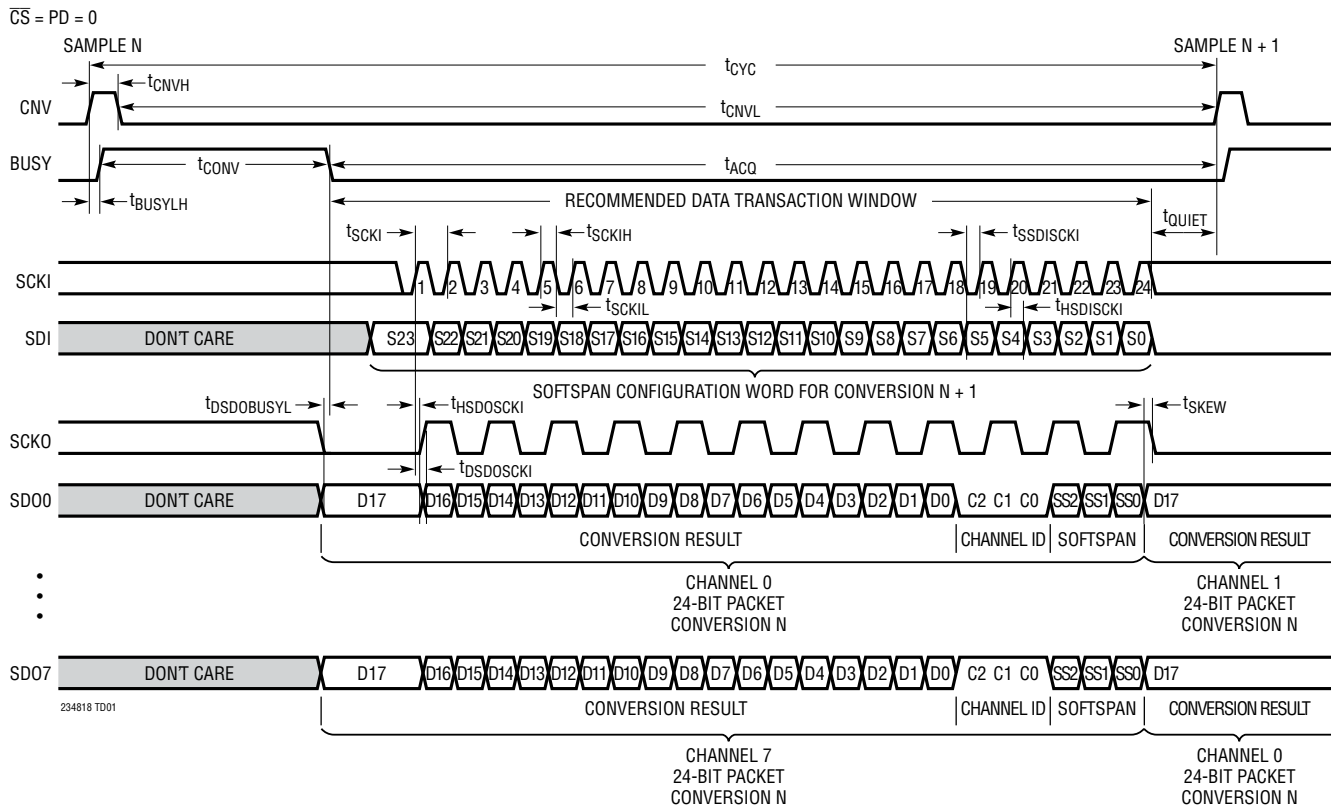 CS = PD = 0
SAMPLE N SAMPLE N + 1
tCYC
tCNVH
CNV tCNVL
BUSY tCONV tACQ
tBUSYLH
RECOMMENDED DATA TRANSACTION WINDOW
tSCKI tSCKIH tSSDISCKI tQUIET
SCKI 1 2 3 4 5 6 7 8 9 10 11 12 13 14 15 16 17 18 19 20 21 22 23 24
tSCKIL tHSDISCKI
SDI DON'T CARE S23 S22 S21 S20 S19 S18 S17 S16 S15 S14 S13 S12 S11 S10 S9 S8 S7 S6 S5 S4 S3 S2 S1 S0
SOFTSPAN CONFIGURATION WORD FOR CONVERSION N + 1
tDSDOBUSYL tHSDOSCKI tSKEW
SCKO
tDSDOSCKI
SDO0 DON'T CARE D17 D16 D15 D14 D13 D12 D11 D10 D9 D8 D7 D6 D5 D4 D3 D2 D1 D0 C2 C1 C0 SS2 SS1 SS0 D17
CONVERSION RESULT CHANNEL ID SOFTSPAN CONVERSION RESULT
CHANNEL 0
24-BIT PACKET
CONVERSION N
CHANNEL 1
24-BIT PACKET
CONVERSION N
SDO7 DON'T CARE D17 D16 D15 D14 D13 D12 D11 D10 D9 D8 D7 D6 D5 D4 D3 D2 D1 D0 C2 C1 C0 SS2 SS1 SS0 D17
234818 TD01
CONVERSION RESULT CHANNEL ID SOFTSPAN CONVERSION RESULT
CHANNEL 7
24-BIT PACKET
CONVERSION N
CHANNEL 0
24-BIT PACKET
CONVERSION N